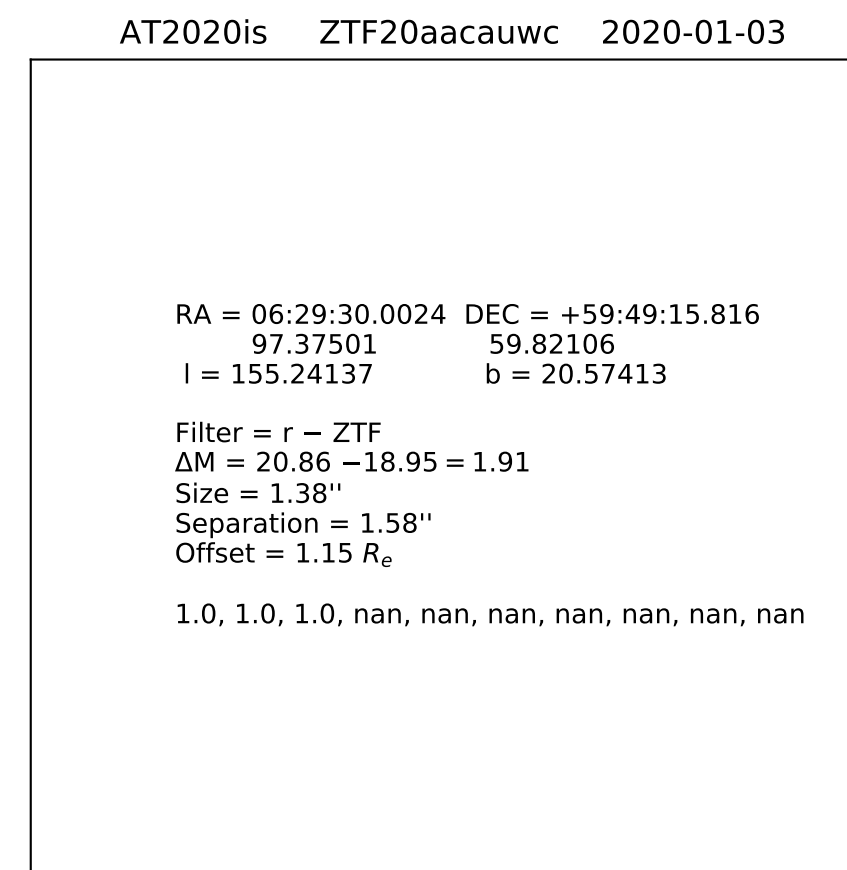 AT2020is ZTF20aacauwc 2020-01-03
RA = 06:29:30.0024 DEC = +59:49:15.816
97.37501 59.82106
l = 155.24137 b = 20.57413
Filter = r − ZTF
ΔM = 20.86 −18.95 = 1.91
Size = 1.38''
Separation = 1.58''
Offset = 1.15 Rₑ
1.0, 1.0, 1.0, nan, nan, nan, nan, nan, nan, nan